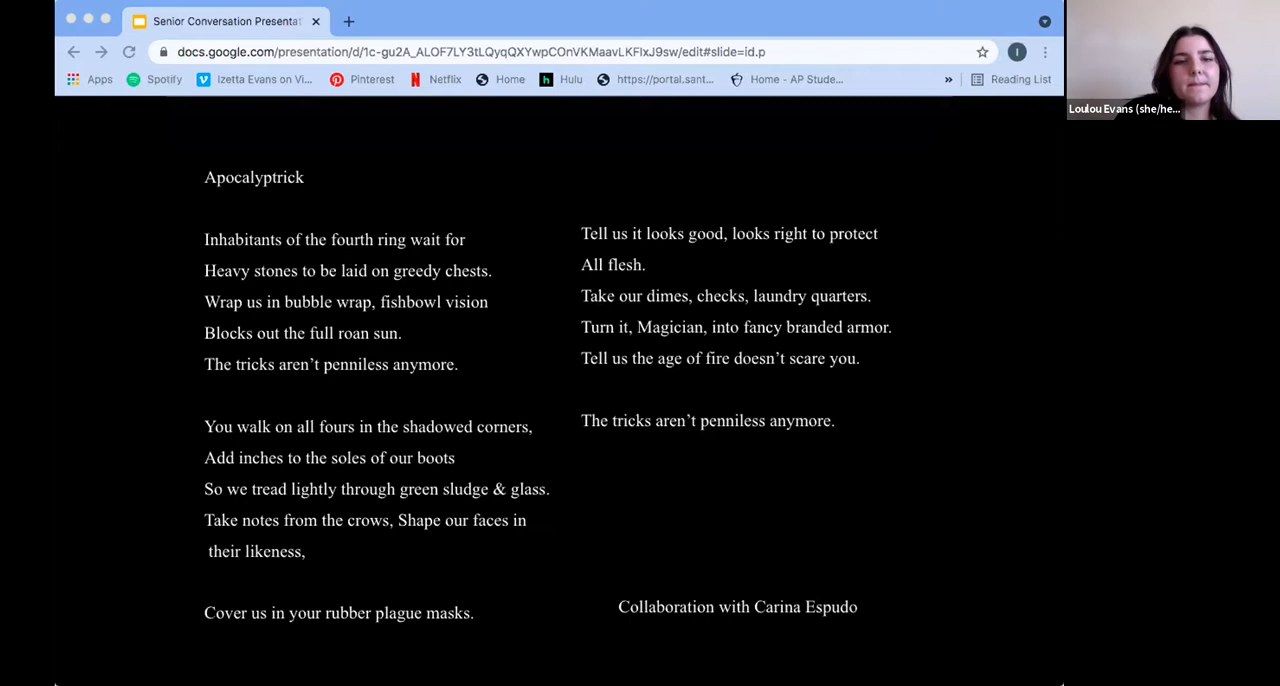 Senior Conversation Presentat
docs.google.com/presentation/d/1c-gu2A_ALOF7LY3tLQyqQXYwpCOnVKMaavLKFIxJ9sw/edit#slide=id.p
I
Apps Spotify Izetta Evans on Vi... Pinterest Netflix Home Hulu https://portal.sant... Home - AP Stude... » Reading List
Loulou Evans (she/he...
Apocalyptrick
Inhabitants of the fourth ring wait for
Heavy stones to be laid on greedy chests.
Wrap us in bubble wrap, fishbowl vision
Blocks out the full roan sun.
The tricks aren’t penniless anymore.
You walk on all fours in the shadowed corners,
Add inches to the soles of our boots
So we tread lightly through green sludge & glass.
Take notes from the crows, Shape our faces in
their likeness,
Cover us in your rubber plague masks.
Tell us it looks good, looks right to protect
All flesh.
Take our dimes, checks, laundry quarters.
Turn it, Magician, into fancy branded armor.
Tell us the age of fire doesn’t scare you.
The tricks aren’t penniless anymore.
Collaboration with Carina Espudo